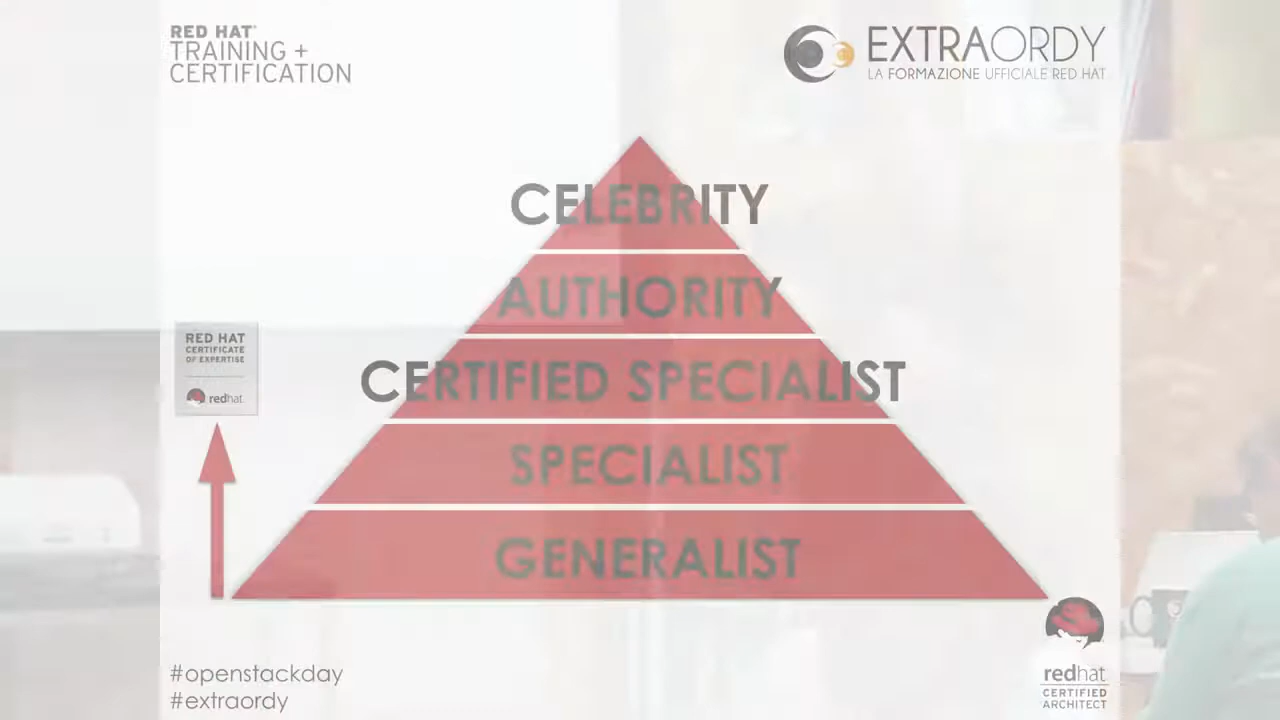 RED HAT
TRAINING +
CERTIFICATION
EXTRAORDY
LA FORMAZIONE UFFICIALE RED HAT
CELEBRITY
AUTHORITY
CERTIFIED SPECIALIST
SPECIALIST
GENERALIST
RED HAT
CERTIFICATE
OF EXPERTISE
redhat.
#openstackday
#extraordy
redhat
CERTIFIED
ARCHITECT